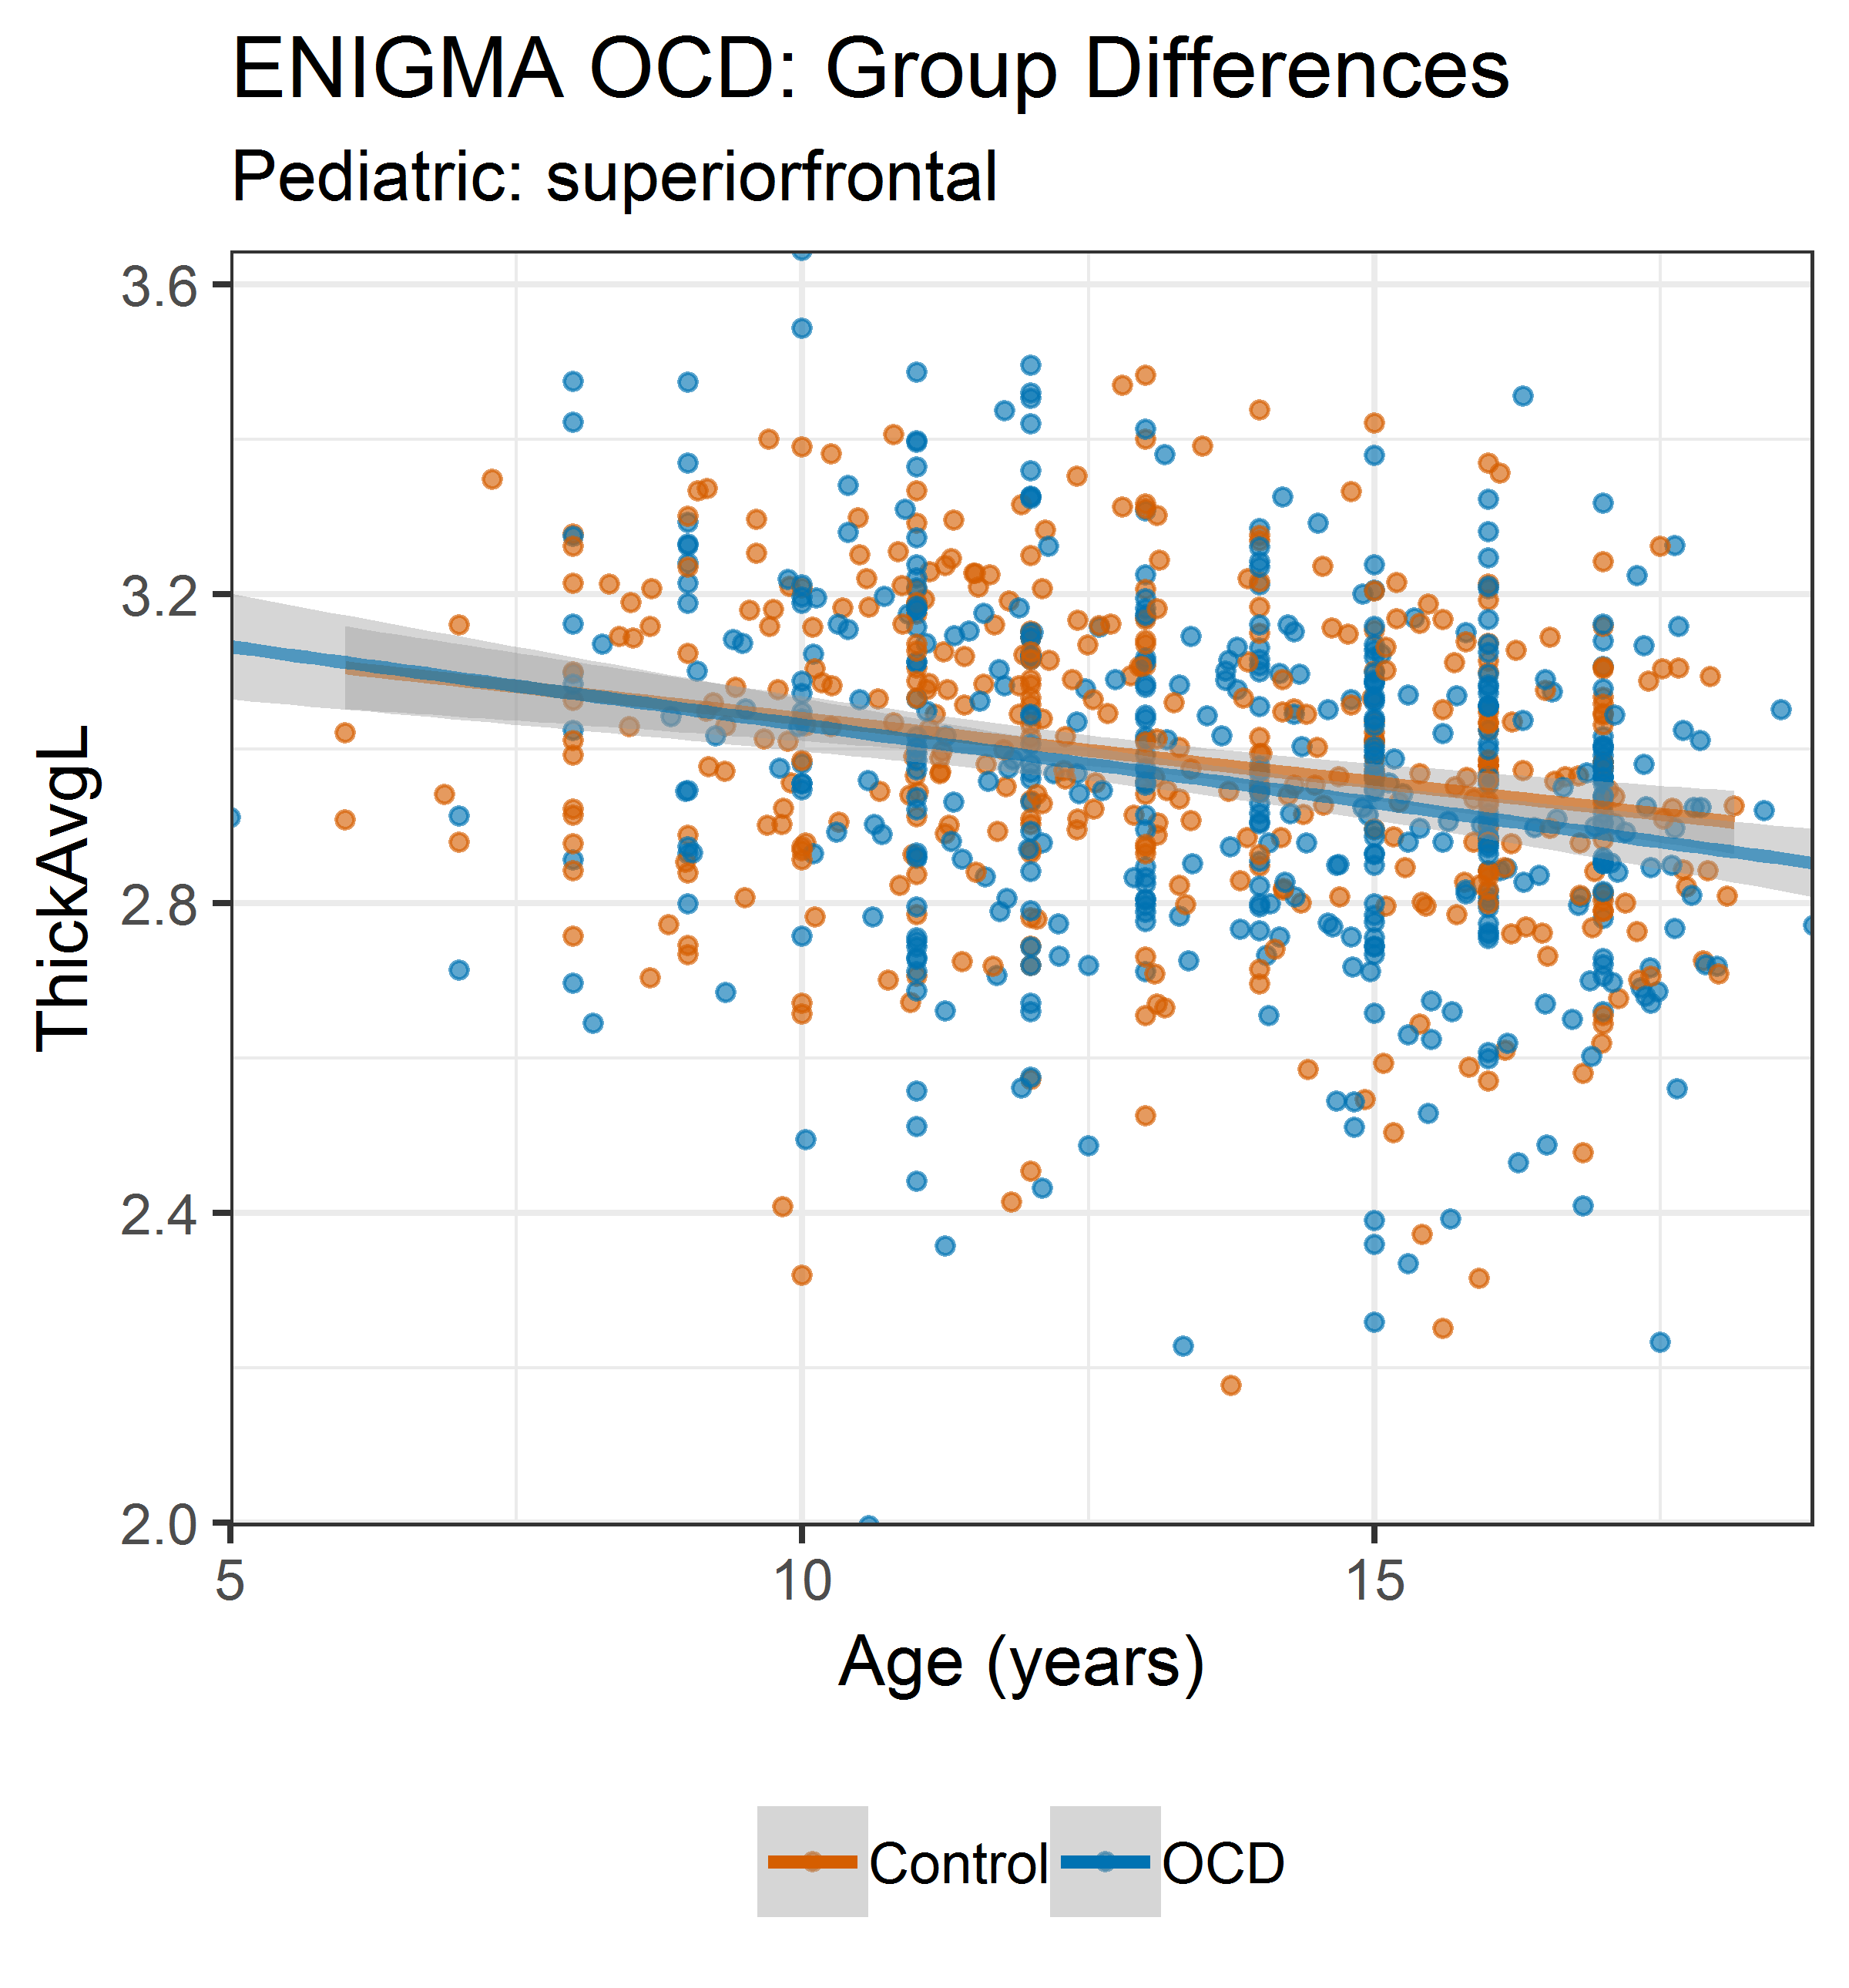 ENIGMA OCD: Group Differences
Pediatric: superiorfrontal
3.6
3.2
2.8
2.4
2.0
ThickAvgL
5 10 15
Age (years)
Control OCD